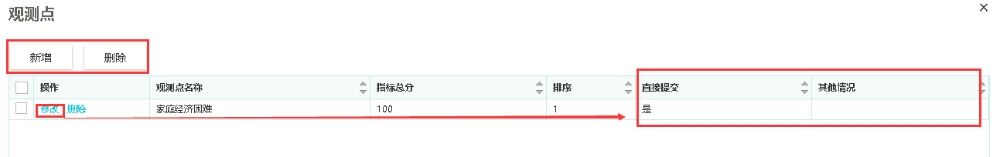 观测点
新增 删除
操作 观测点名称 指标总分 排序 直接提交 其他情况
修改 删除 家庭经济困难 100 1 是